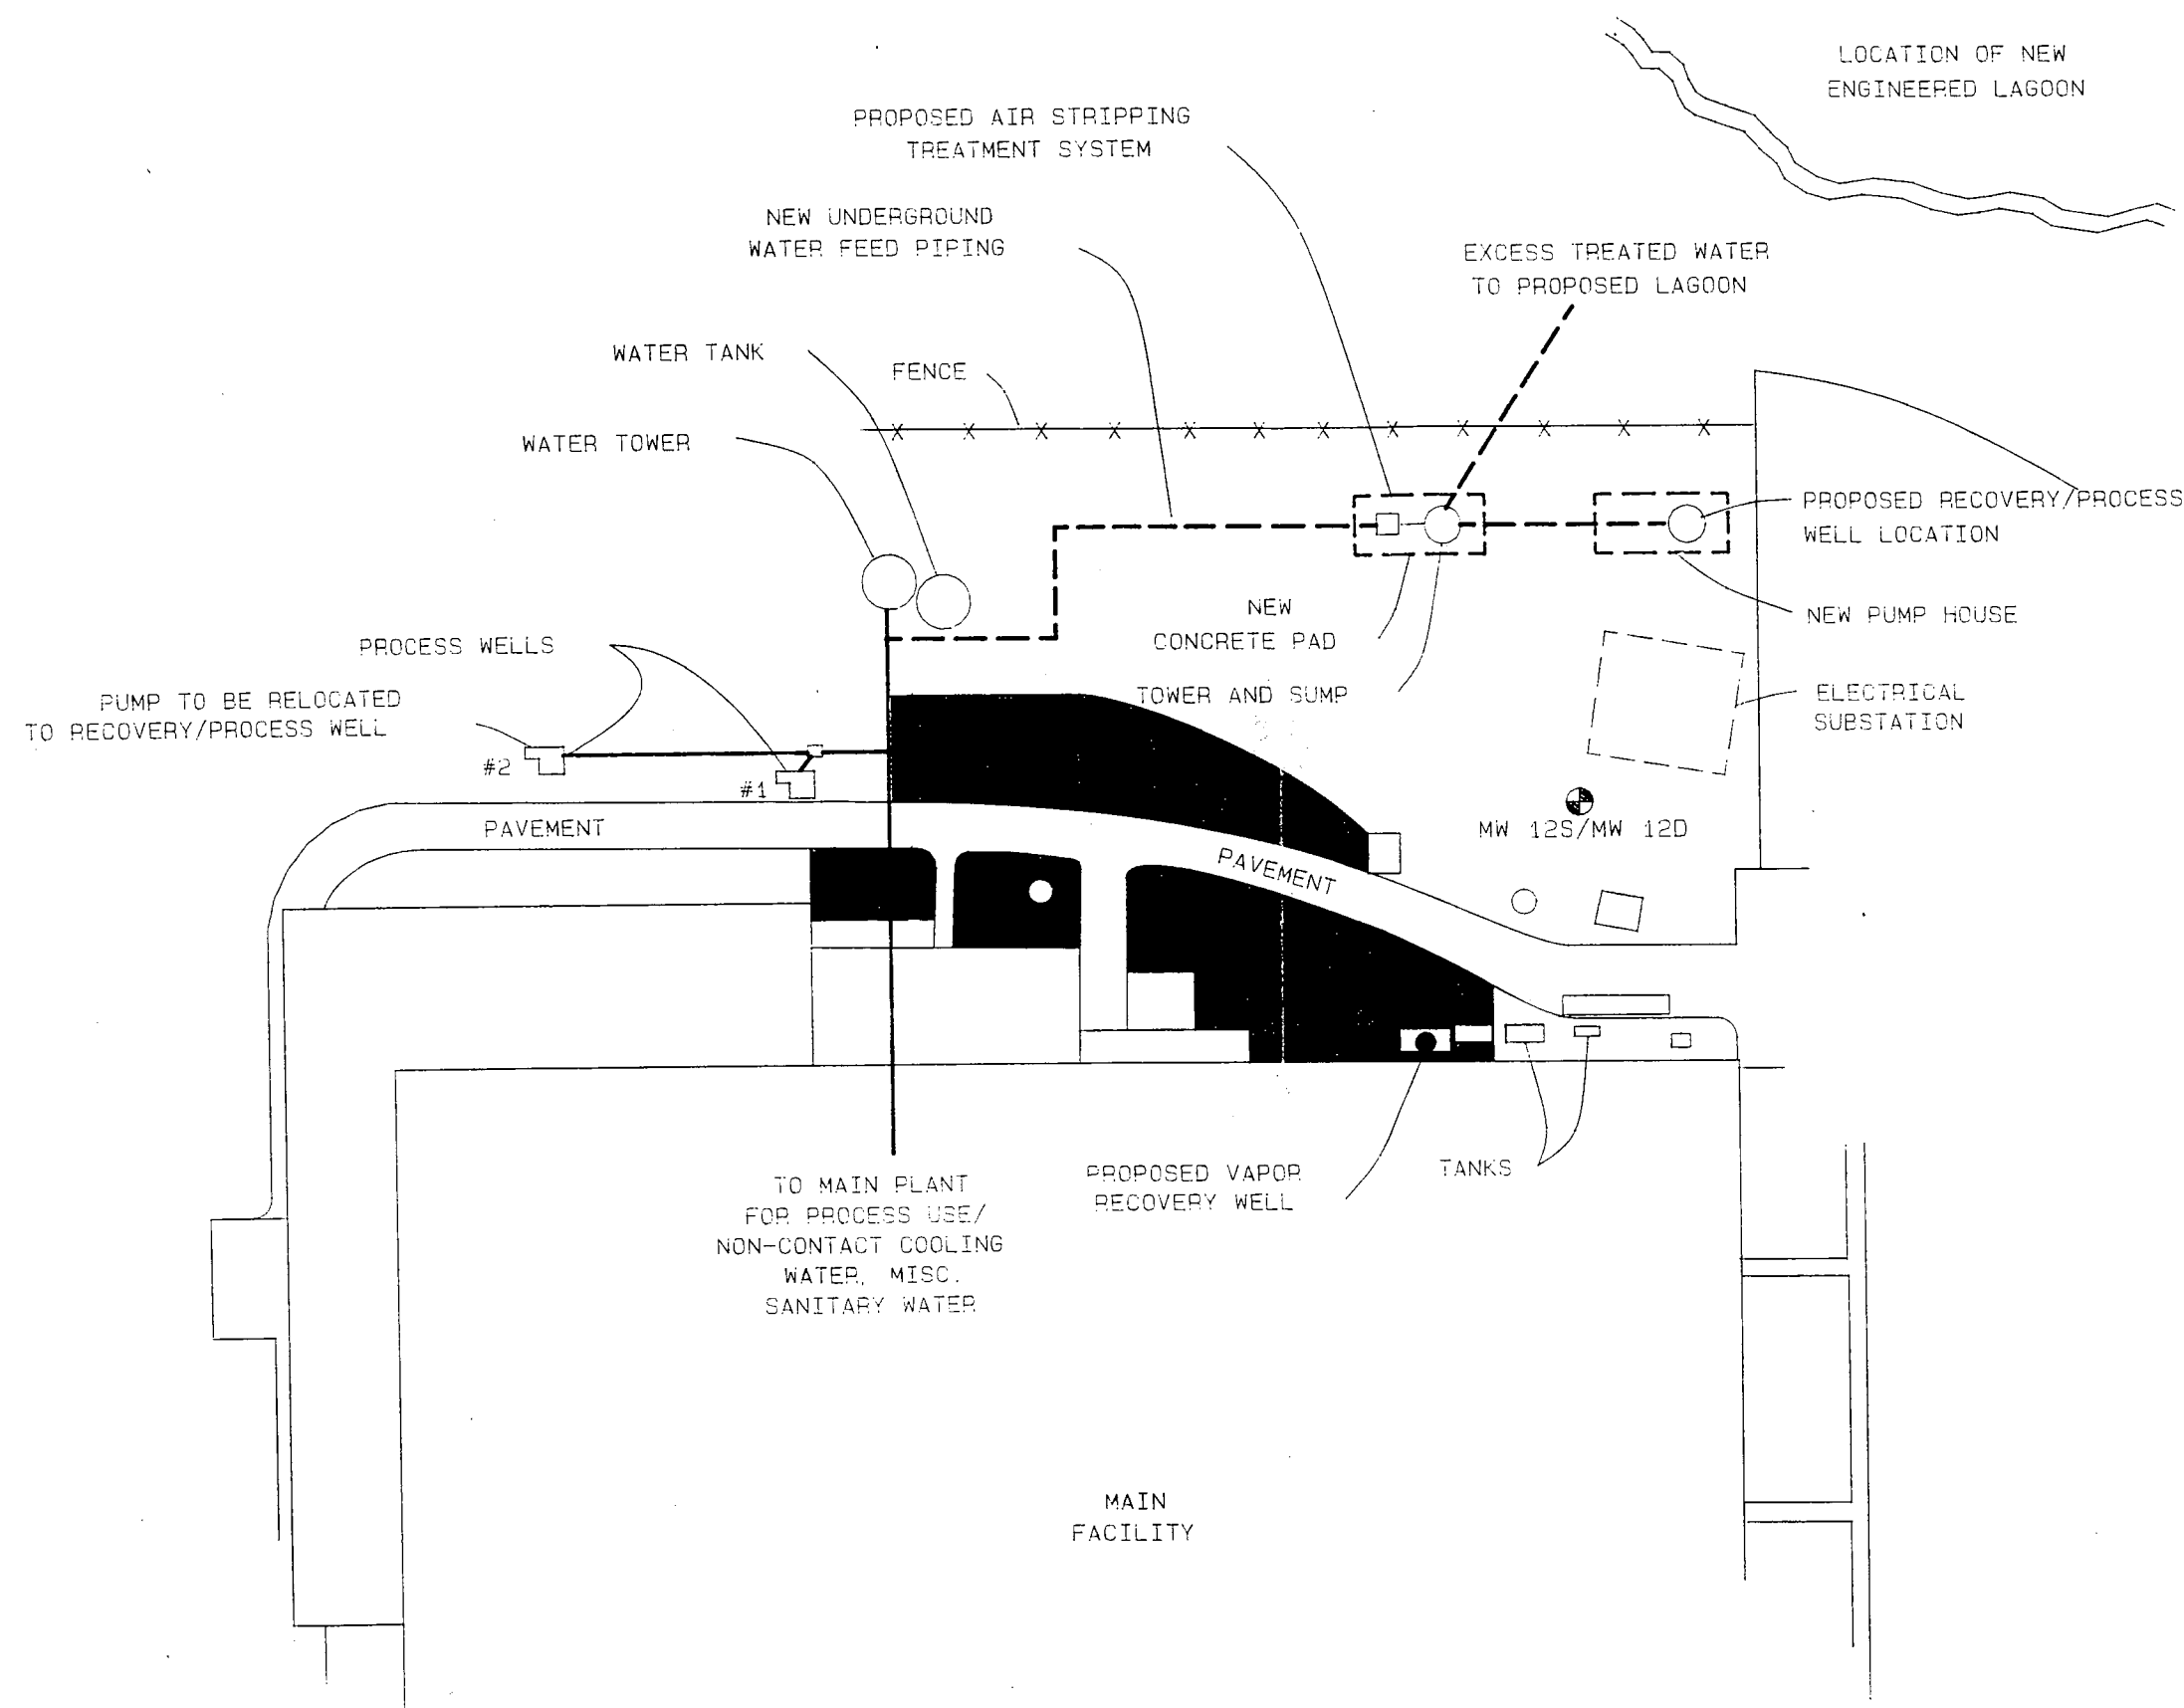 LOCATION OF NEW
ENGINEERED LAGOON
PROPOSED AIR STRIPPING
TREATMENT SYSTEM
NEW UNDERGROUND
WATER FEED PIPING
EXCESS TREATED WATER
TO PROPOSED LAGOON
WATER TANK
FENCE
WATER TOWER
PROPOSED RECOVERY/PROCESS
WELL LOCATION
NEW
CONCRETE PAD
NEW PUMP HOUSE
PROCESS WELLS
TOWER AND SUMP
PUMP TO BE RELOCATED
TO RECOVERY/PROCESS WELL
ELECTRICAL
SUBSTATION
#2
#1
PAVEMENT
MW 12S/MW 12D
PAVEMENT
TO MAIN PLANT
FOR PROCESS USE/
NON-CONTACT COOLING
WATER, MISC.
SANITARY WATER
PROPOSED VAPOR
RECOVERY WELL
TANKS
MAIN
FACILITY